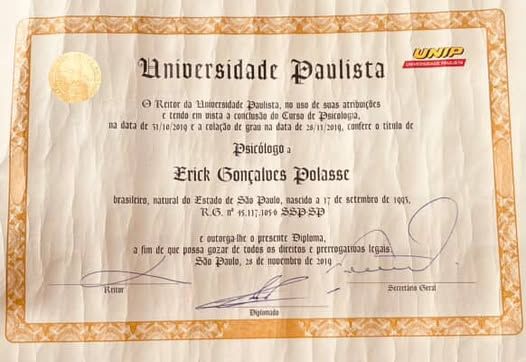 UNIP
UNIVERSIDADE PAULISTA
Universidade Paulista
O Reitor da Universidade Paulista, no uso de suas atribuições
e tendo em vista a conclusão do Curso de Psicologia,
na data de 31/10/2019 e a colação de grau na data de 28/11/2019, confere o título de
Psicólogo a
Erick Gonçalves Polasse
brasileiro, natural do Estado de São Paulo, nascido a 17 de setembro de 1993,
R.G. nº 45.117.105-6 SSP-SP
e outorga-lhe o presente Diploma,
a fim de que possa gozar de todos os direitos e prerrogativas legais.
São Paulo, 28 de novembro de 2019
Reitor
Diplomado
Secretário Geral